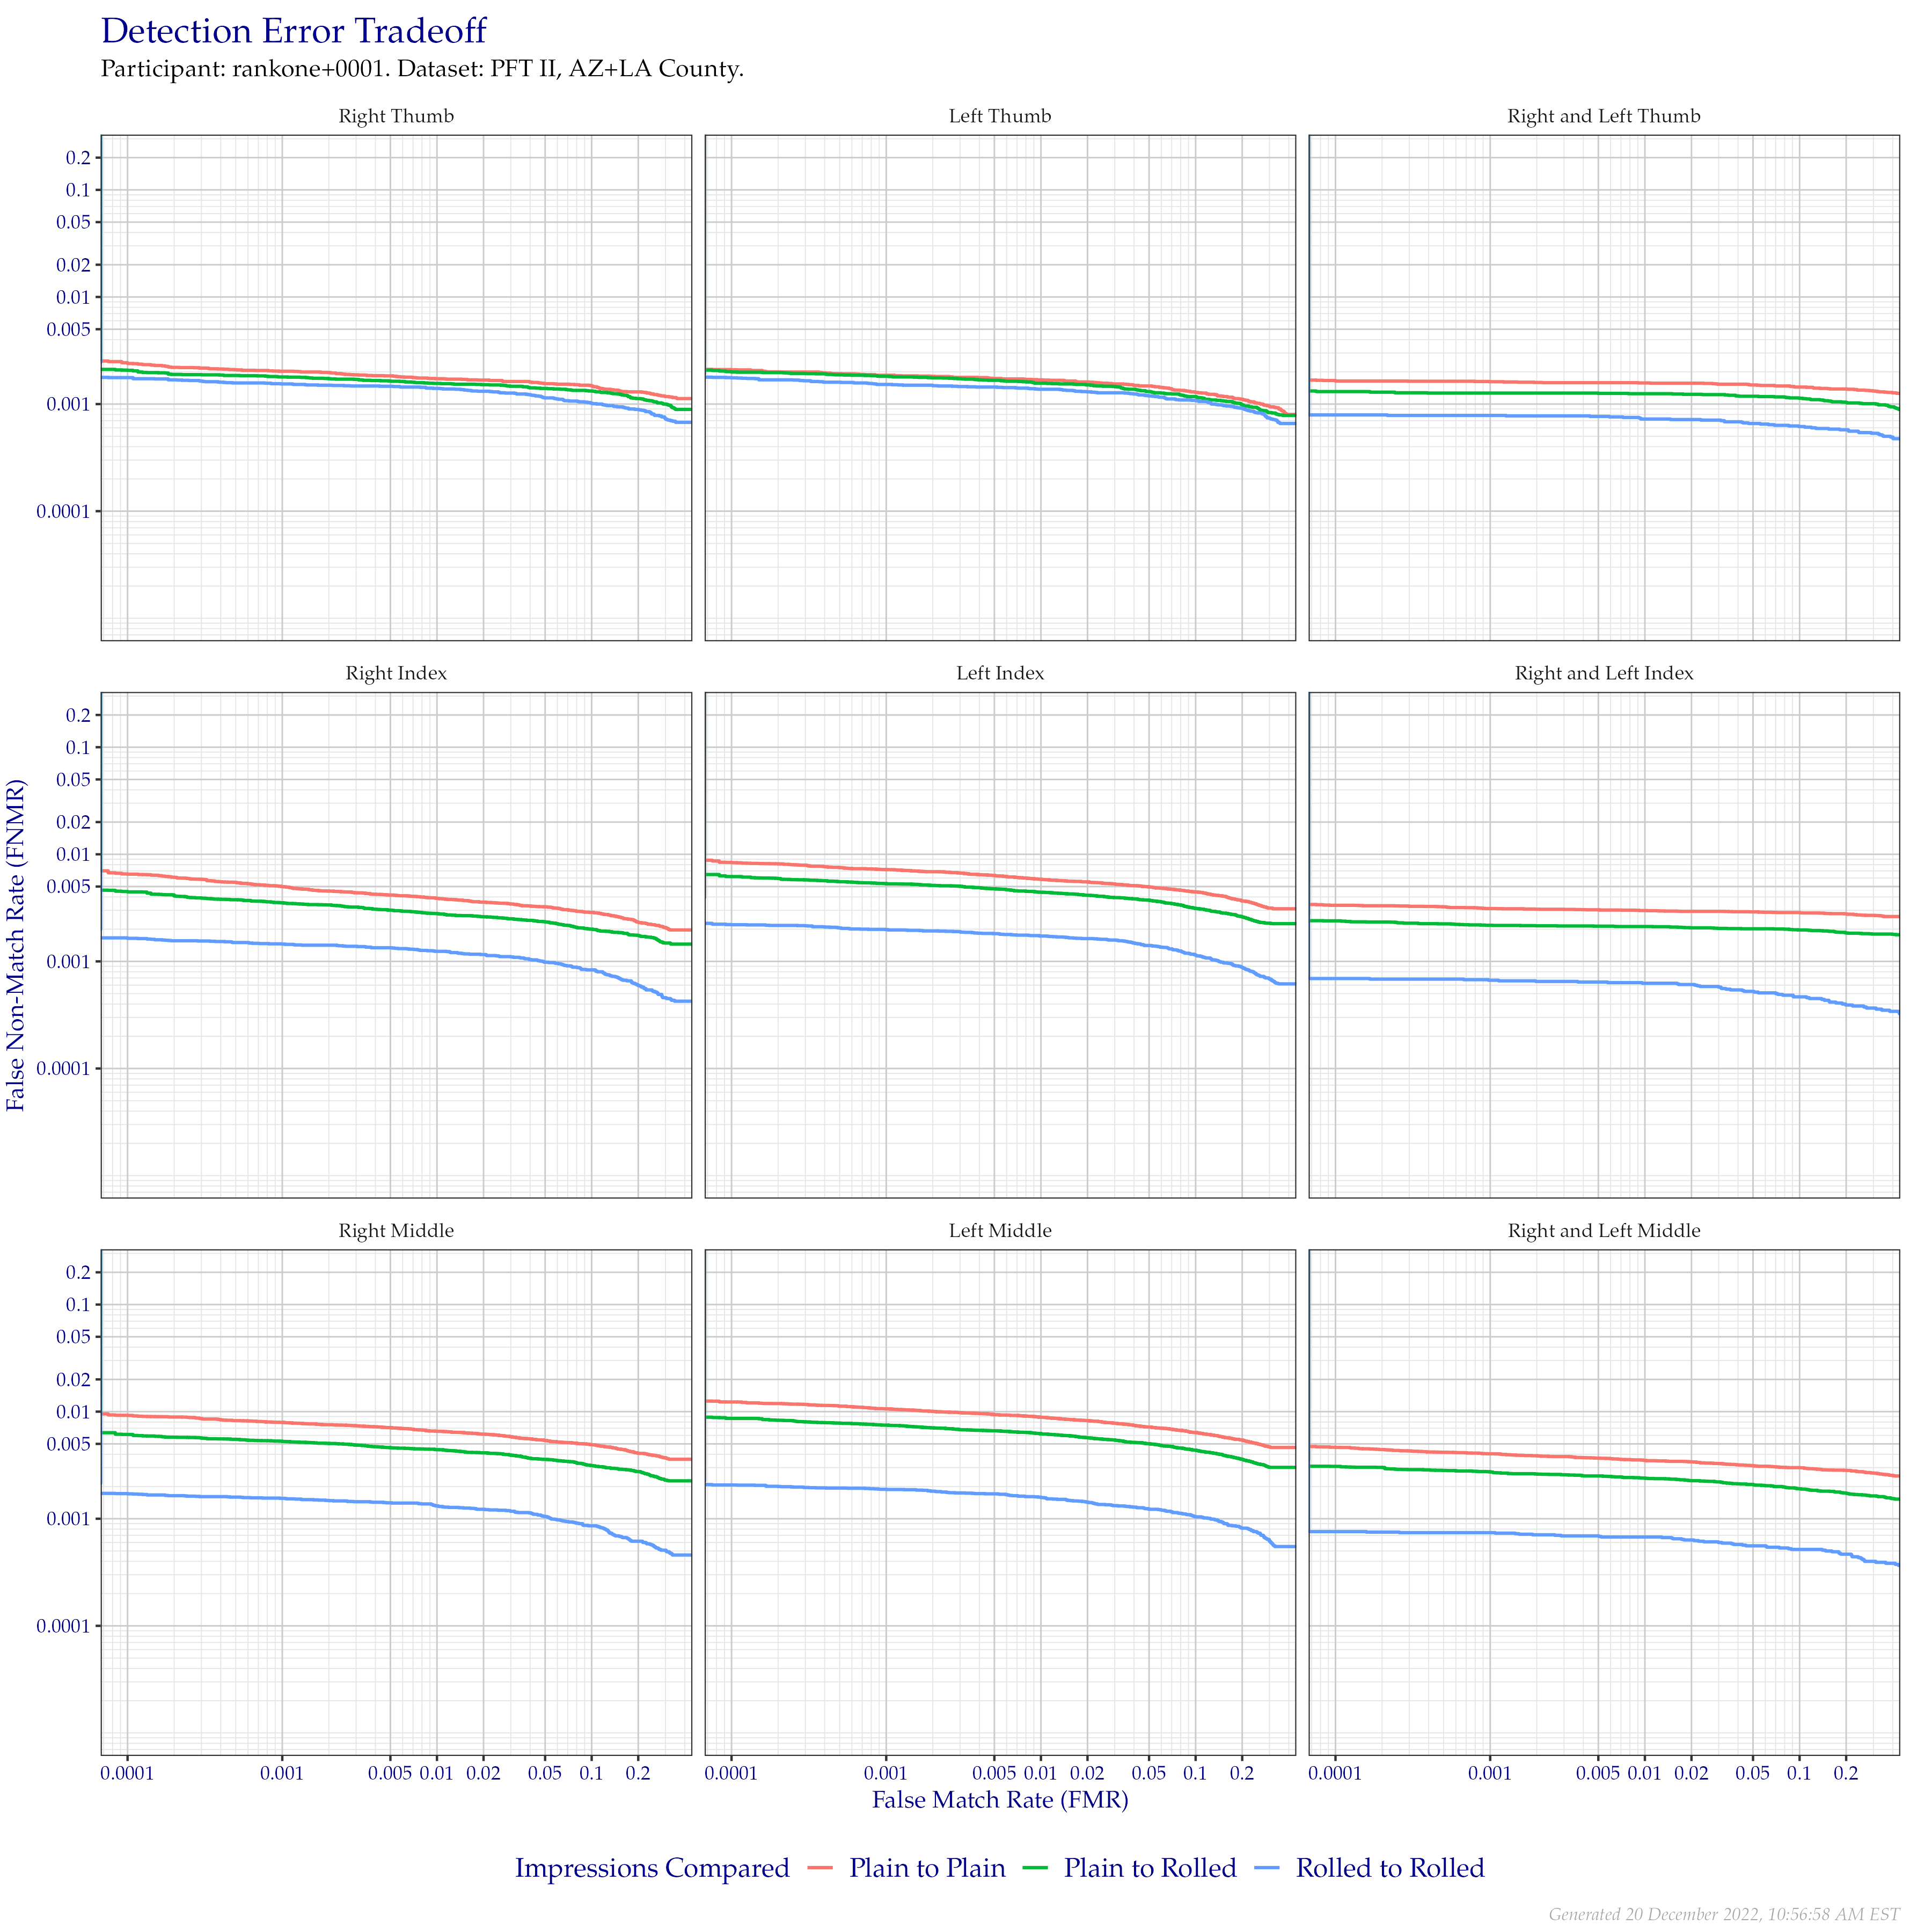 Detection Error Tradeoff
Participant: rankone+0001. Dataset: PFT II, AZ+LA County.
Right Thumb
Left Thumb
Right and Left Thumb
0.2
0.1
0.05
0.02
0.01
0.005
0.001
0.0001
Right Index
Left Index
Right and Left Index
0.2
0.1
0.05
0.02
0.01
0.005
0.001
0.0001
False Non-Match Rate (FNMR)
Right Middle
Left Middle
Right and Left Middle
0.2
0.1
0.05
0.02
0.01
0.005
0.001
0.0001
0.0001 0.001 0.005 0.01 0.02 0.05 0.1 0.2
0.0001 0.001 0.005 0.01 0.02 0.05 0.1 0.2
0.0001 0.001 0.005 0.01 0.02 0.05 0.1 0.2
False Match Rate (FMR)
Impressions Compared Plain to Plain Plain to Rolled Rolled to Rolled
Generated 20 December 2022, 10:56:58 AM EST